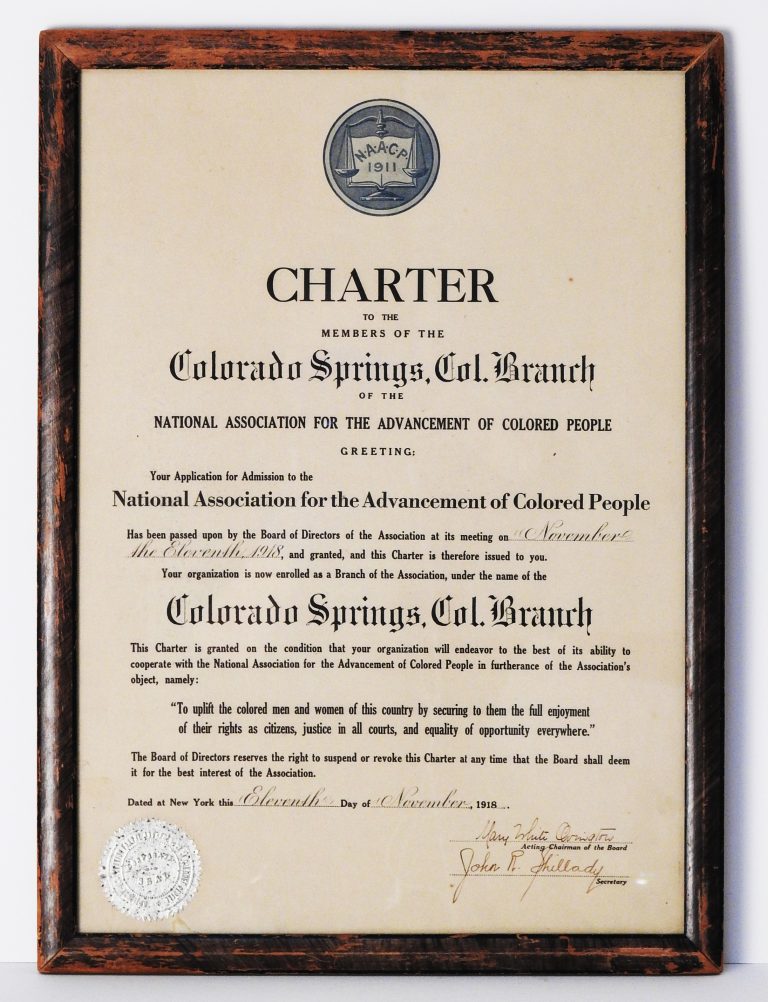 N·A·A·C·P.
1911
CHARTER
TO THE
MEMBERS OF THE
Colorado Springs, Col. Branch
OF THE
NATIONAL ASSOCIATION FOR THE ADVANCEMENT OF COLORED PEOPLE
GREETING:
Your Application for Admission to the
National Association for the Advancement of Colored People
Has been passed upon by the Board of Directors of the Association at its meeting on November
the Eleventh, 1918, and granted, and this Charter is therefore issued to you.
Your organization is now enrolled as a Branch of the Association, under the name of the
Colorado Springs, Col. Branch
This Charter is granted on the condition that your organization will endeavor to the best of its ability to
cooperate with the National Association for the Advancement of Colored People in furtherance of the Association's
object, namely:
"To uplift the colored men and women of this country by securing to them the full enjoyment
of their rights as citizens, justice in all courts, and equality of opportunity everywhere."
The Board of Directors reserves the right to suspend or revoke this Charter at any time that the Board shall deem
it for the best interest of the Association.
Dated at New York this Eleventh Day of November, 1918.
Mary White Ovington
Acting Chairman of the Board
John R. Shillady
Secretary